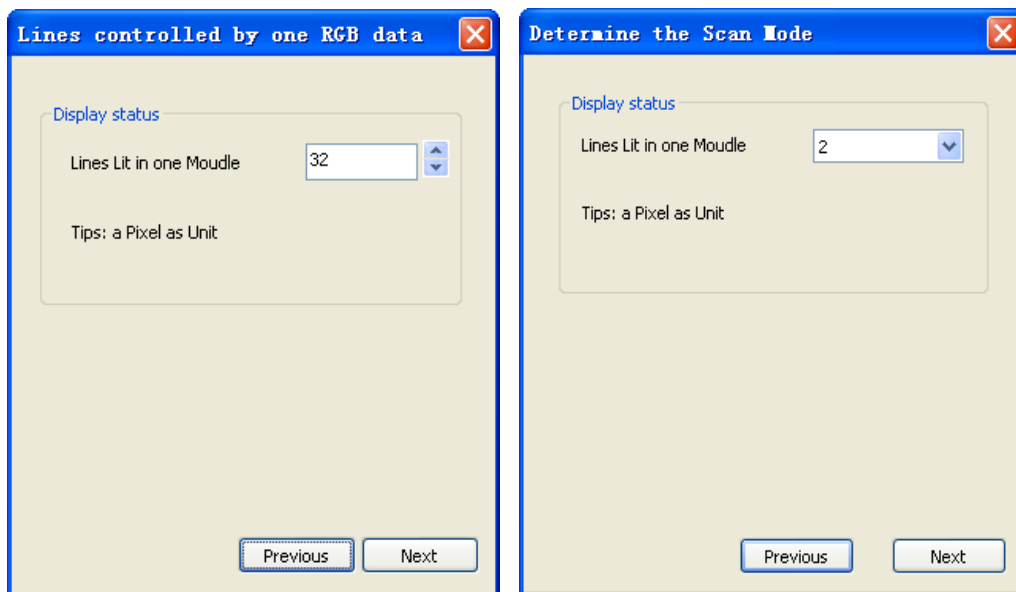 Lines controlled by one RGB data
Display status
Lines Lit in one Moudle
32
Tips: a Pixel as Unit
Previous
Next
Determine the Scan Mode
Display status
Lines Lit in one Moudle
2
Tips: a Pixel as Unit
Previous
Next